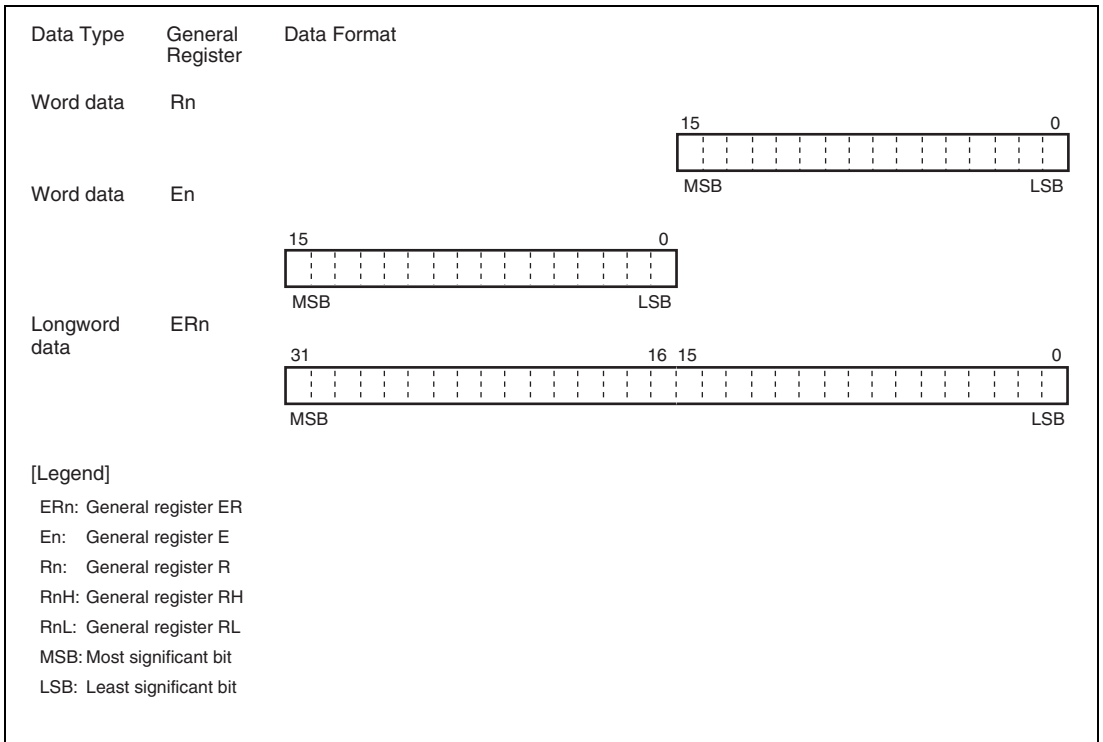 Data Type General Register Data Format
Word data Rn
15 0
MSB LSB
Word data En
15 0
MSB LSB
Longword data ERn
31 16 15 0
MSB LSB
[Legend]
ERn: General register ER
En: General register E
Rn: General register R
RnH: General register RH
RnL: General register RL
MSB: Most significant bit
LSB: Least significant bit